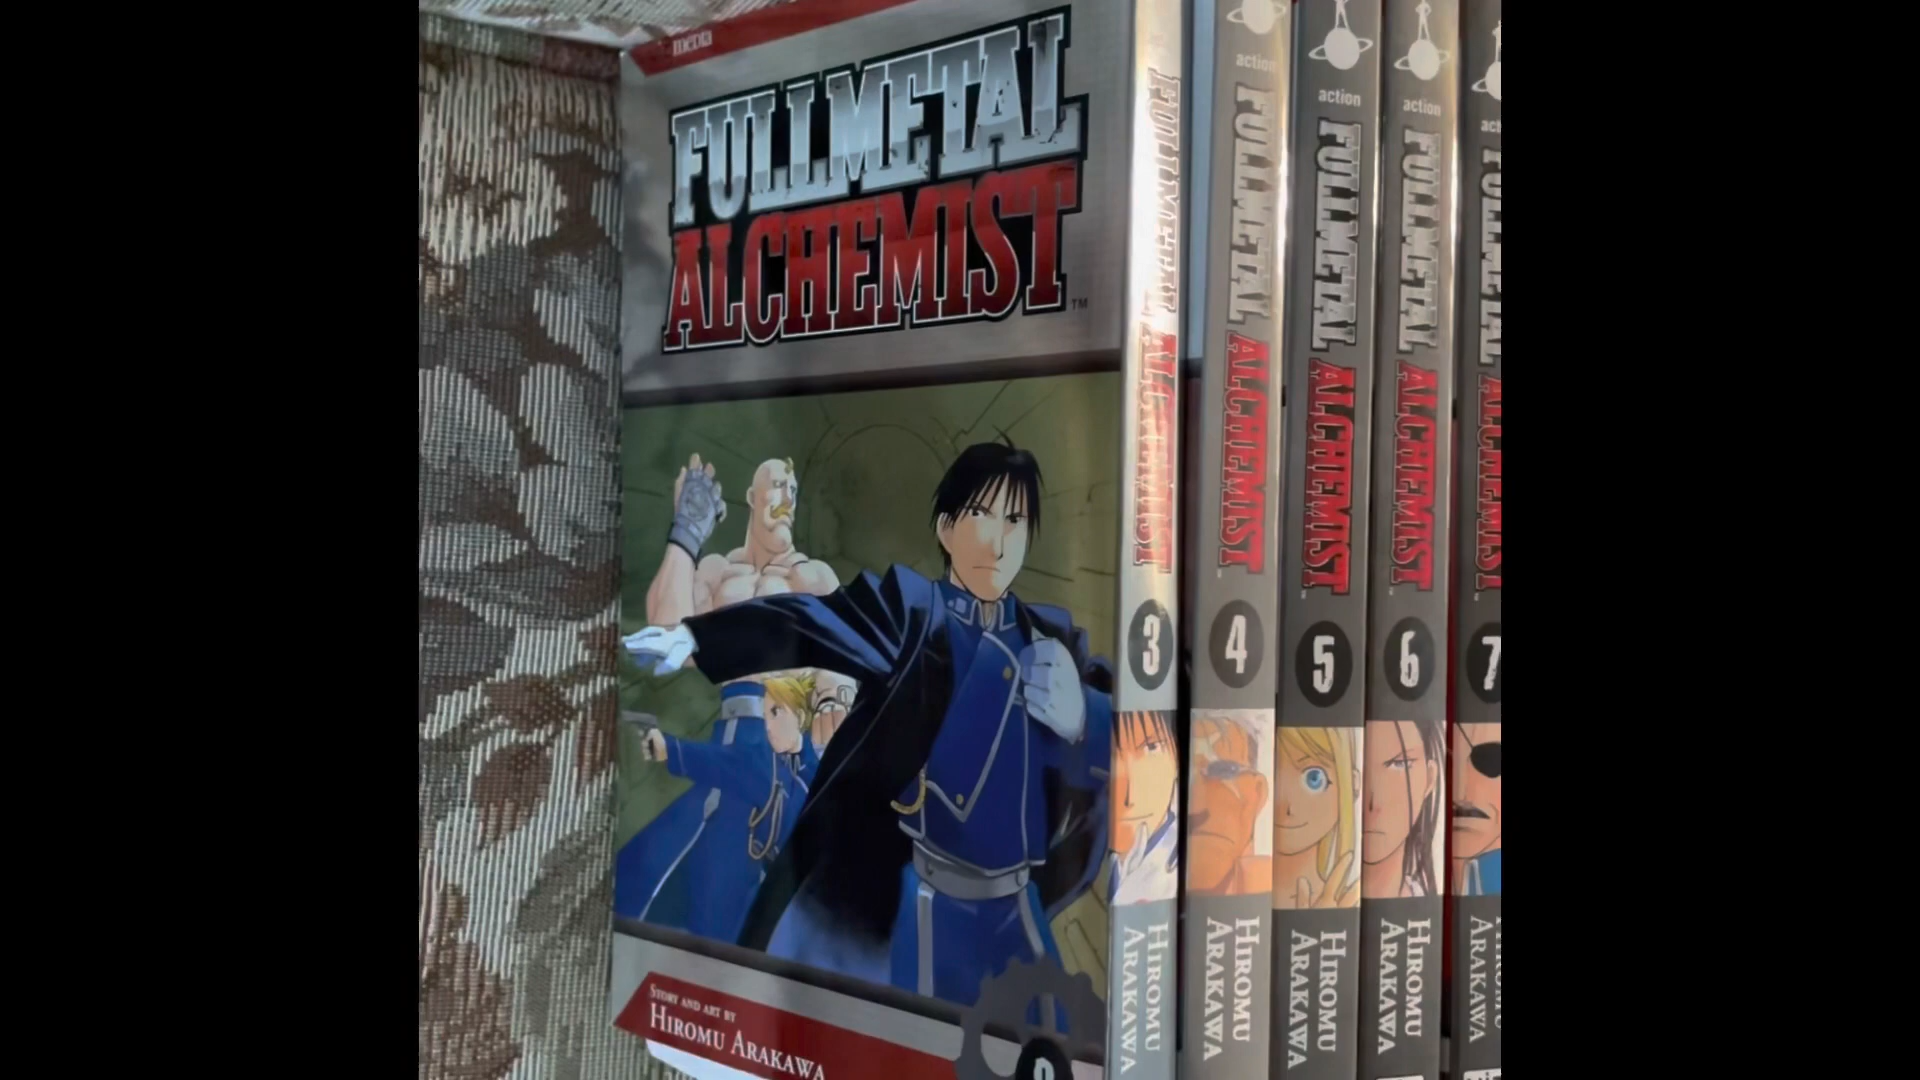 FULLMETAL
ALCHEMIST
TM
STORY AND ART BY
HIROMU ARAKAWA
FULLMETAL ALCHEMIST
3
HIROMU
ARAKAWA
action
FULLMETAL ALCHEMIST
4
HIROMU
ARAKAWA
action
FULLMETAL ALCHEMIST
5
HIROMU
ARAKAWA
action
FULLMETAL ALCHEMIST
6
HIROMU
ARAKAWA
FULLMETAL ALCHEMIST
7
ARAKAWA